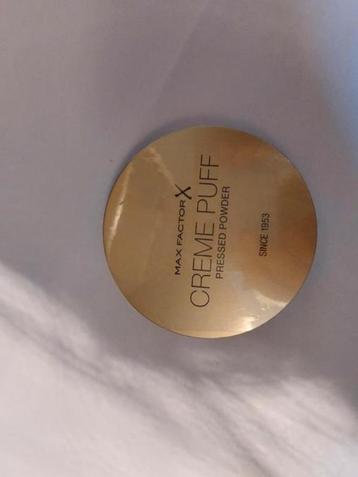 MAX FACTOR X
CREME PUFF
PRESSED POWDER
SINCE 1953